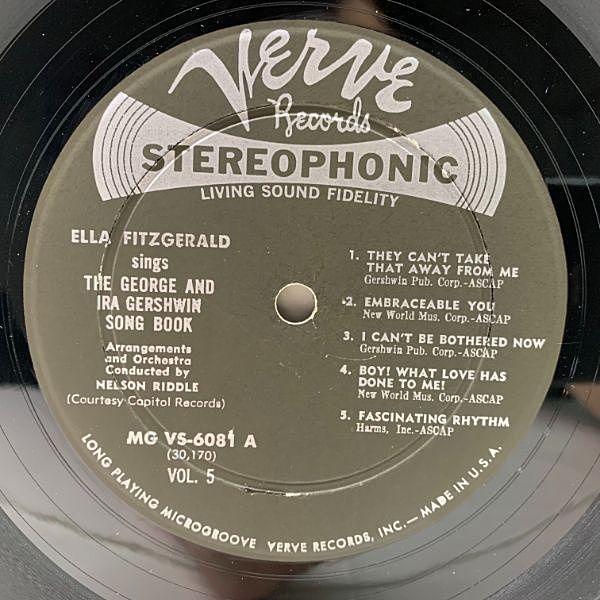 Verve
Records
STEREOPHONIC
LIVING SOUND FIDELITY
ELLA FITZGERALD
sings
THE GEORGE AND
IRA GERSHWIN
SONG BOOK
Arrangements
and Orchestra
Conducted by
NELSON RIDDLE
(Courtesy Capitol Records)
MG VS-6081 A
(30,170)
VOL. 5
1. THEY CAN'T TAKE
THAT AWAY FROM ME
Gershwin Pub. Corp.-ASCAP
2. EMBRACEABLE YOU
New World Mus. Corp.-ASCAP
3. I CAN'T BE BOTHERED NOW
Gershwin Pub. Corp.-ASCAP
4. BOY! WHAT LOVE HAS
DONE TO ME!
New World Mus. Corp.-ASCAP
5. FASCINATING RHYTHM
Harms, Inc.-ASCAP
LONG PLAYING MICROGROOVE VERVE RECORDS, INC.—MADE IN U.S.A.